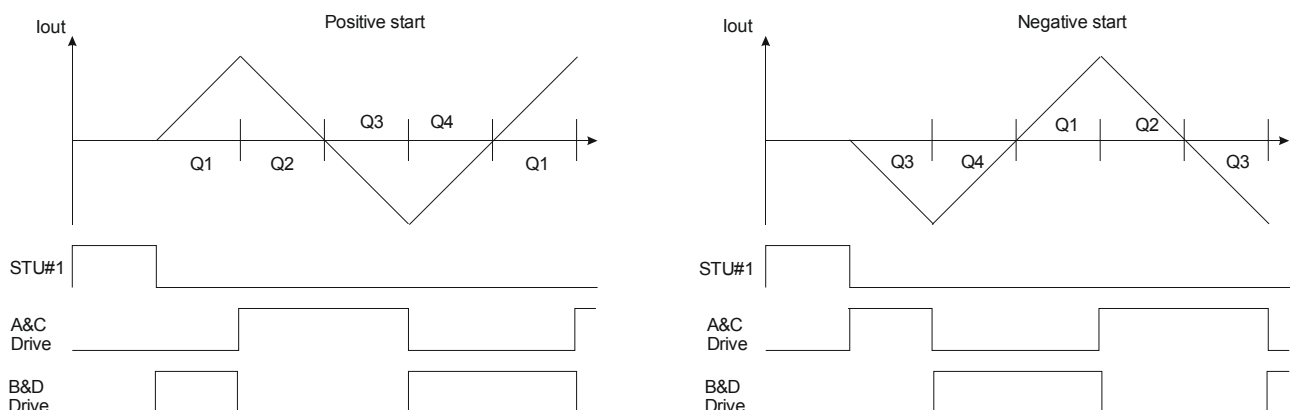 Iout
Positive start
Q3
Q4
Q1
Q2
Q1
STU#1
A&C
Drive
B&D
Drive
Iout
Negative start
Q1
Q2
Q3
Q4
Q3
STU#1
A&C
Drive
B&D
Drive